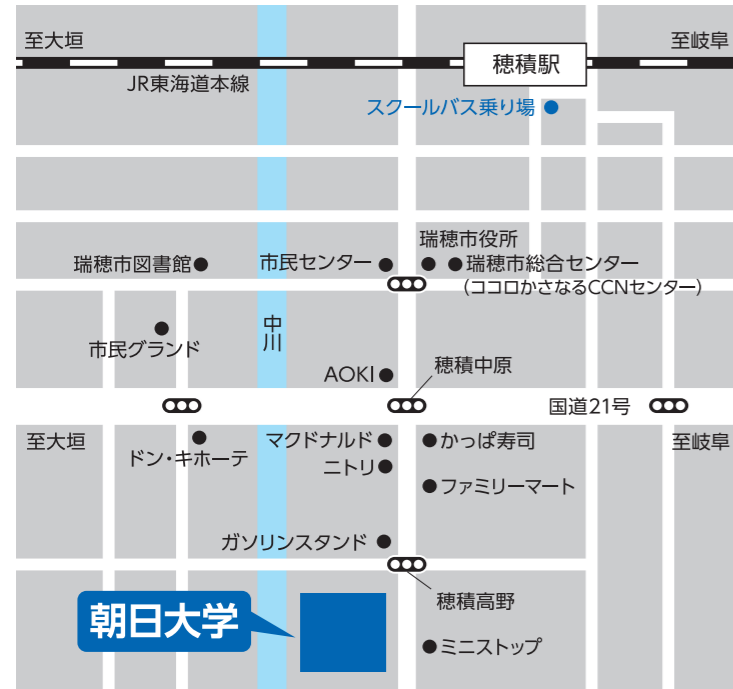 至大垣
至岐阜
穂積駅
JR東海道本線
スクールバス乗り場
瑞穂市役所
瑞穂市図書館
市民センター
瑞穂市総合センター
(ココロかさなるCCNセンター)
中川
市民グランド
穂積中原
AOKI
国道21号
至大垣
マクドナルド
かっぱ寿司
至岐阜
ドン・キホーテ
ニトリ
ファミリーマート
ガソリンスタンド
穂積高野
朝日大学
ミニストップ